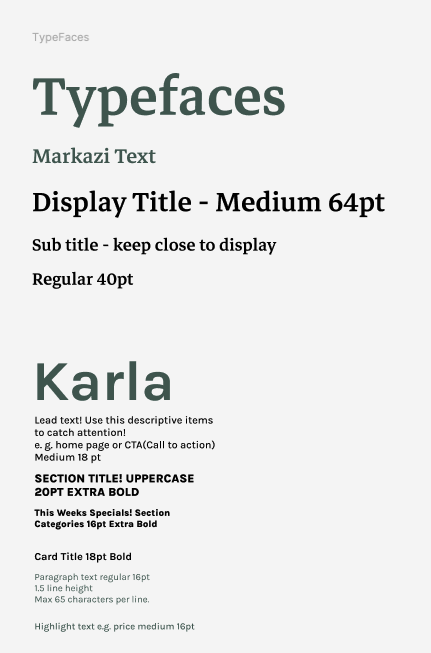 TypeFaces
Typefaces
Markazi Text
Display Title - Medium 64pt
Sub title - keep close to display
Regular 40pt
Karla
Lead text! Use this descriptive items
to catch attention!
e. g. home page or CTA(Call to action)
Medium 18 pt
SECTION TITLE! UPPERCASE
20PT EXTRA BOLD
This Weeks Specials! Section
Categories 16pt Extra Bold
Card Title 18pt Bold
Paragraph text regular 16pt
1.5 line height
Max 65 characters per line.
Highlight text e.g. price medium 16pt